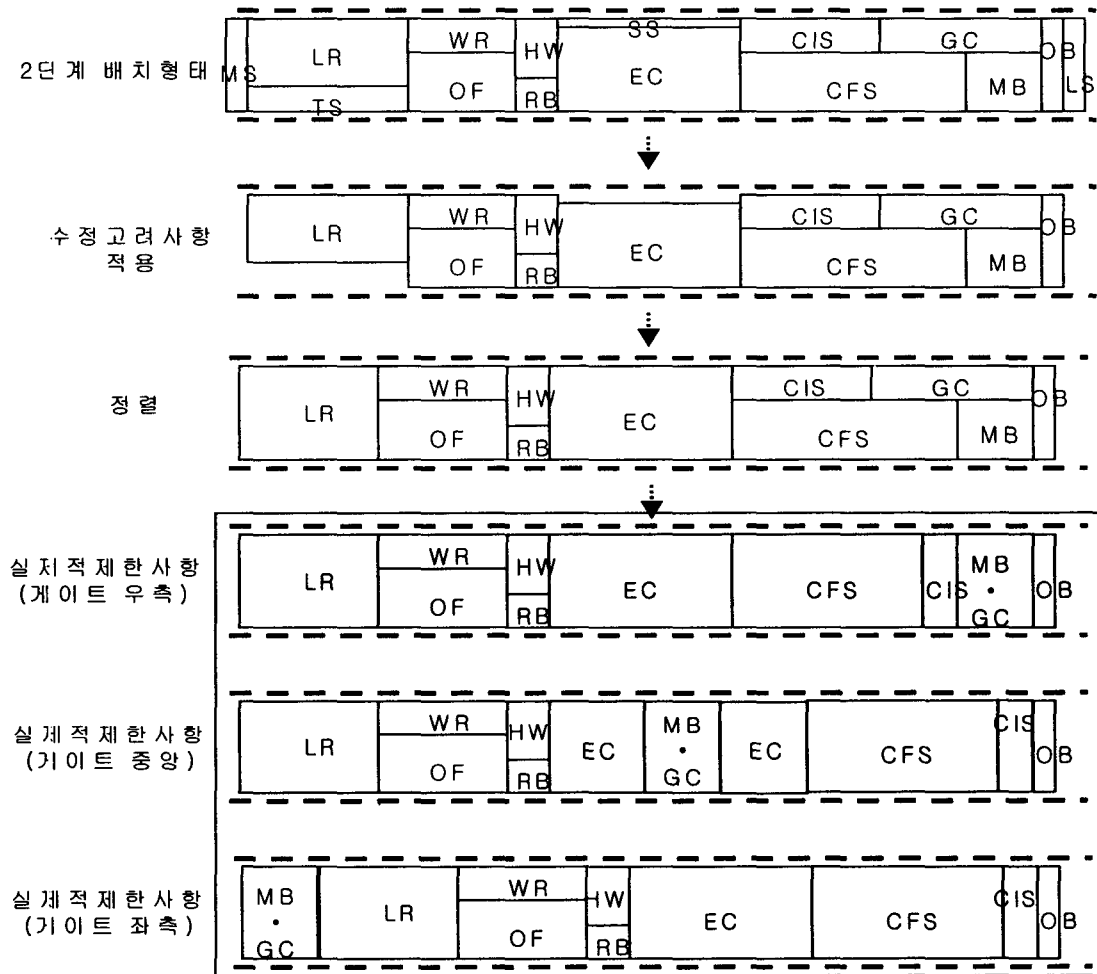 2단계 배치형태
MS LR TS WR OF HW RB SS EC CIS GC CFS MB OB LS
수정고려사항
적용
LR WR OF HW RB EC CIS GC CFS MB OB
정렬
LR WR OF HW RB EC CIS GC CFS MB OB
실지적제한사항
(게이트 우측)
LR WR OF HW RB EC CFS CIS MB · GC OB
실게적제한사항
(기이트 중앙)
LR WR OF HW RB EC MB · GC EC CFS CIS OB
실게적제한사항
(기이트 좌측)
MB · GC LR WR OF HW RB EC CFS CIS OB